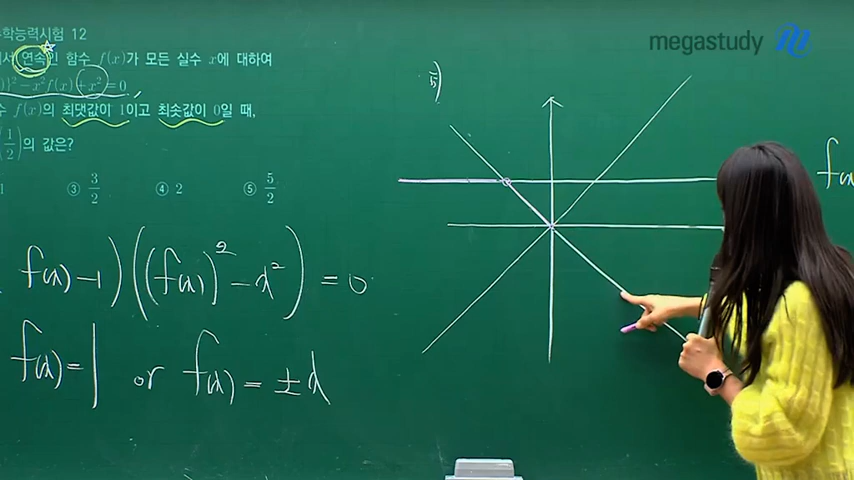 학능력시험 12
megastudy
서 연속인 함수 f(x)가 모든 실수 x에 대하여
)}² − x²f(x) + x² = 0
수 f(x)의 최댓값이 1이고 최솟값이 0일 때,
(1/2)의 값은?
1 ③ 3/2 ④ 2 ⑤ 5/2
f(x)−1)((f(x))²−x²)=0
f(x)=1 or f(x)=±x
f(x)